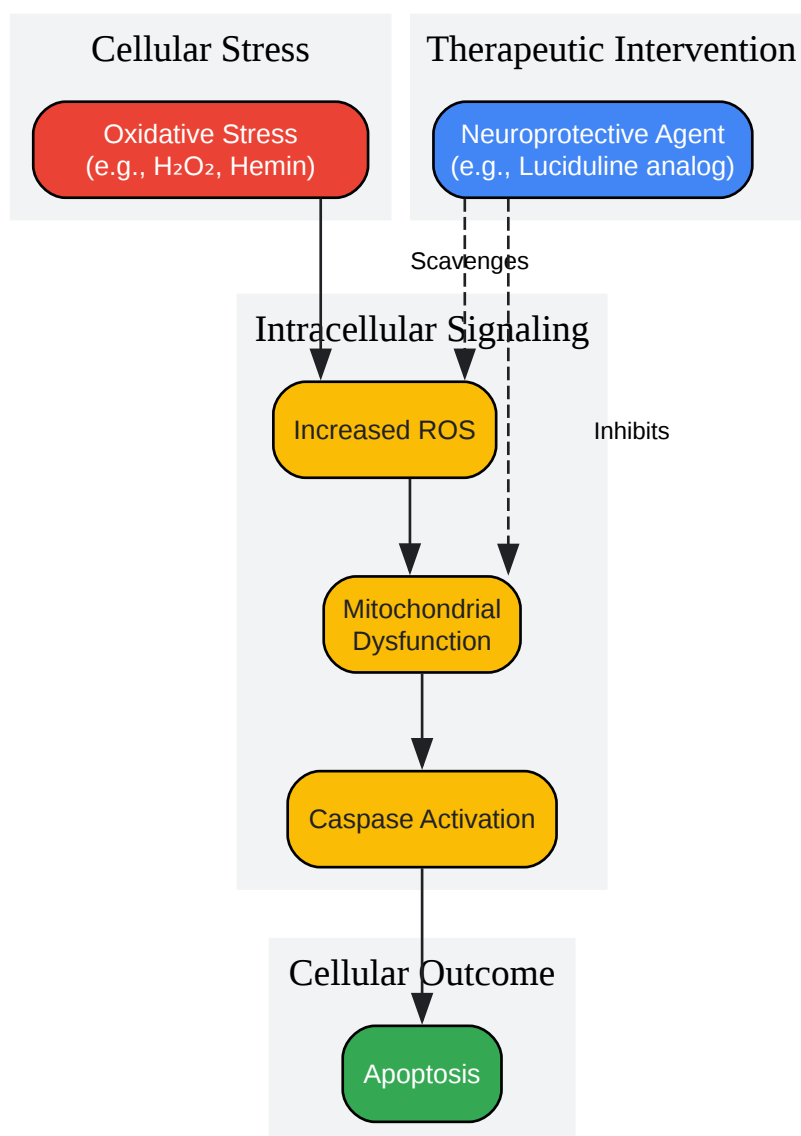 Cellular Stress
Therapeutic Intervention
Oxidative Stress
(e.g., H₂O₂, Hemin)
Neuroprotective Agent
(e.g., Luciduline analog)
Scavenges
Intracellular Signaling
Increased ROS
Inhibits
Mitochondrial
Dysfunction
Caspase Activation
Cellular Outcome
Apoptosis